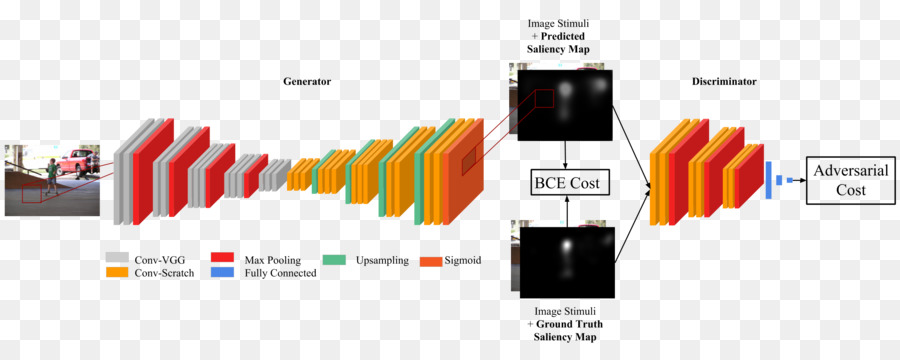 Image Stimuli
+ Predicted
Saliency Map
Generator
Discriminator
BCE Cost
Adversarial
Cost
Conv-VGG
Max Pooling
Upsampling
Sigmoid
Conv-Scratch
Fully Connected
Image Stimuli
+ Ground Truth
Saliency Map